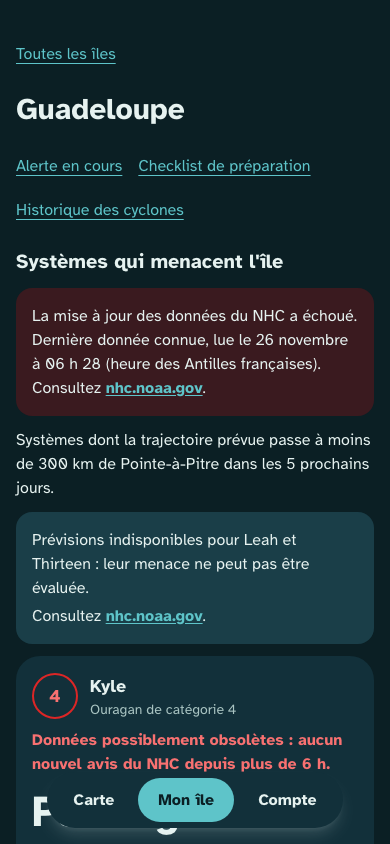 Toutes les îles
Guadeloupe
Alerte en cours Checklist de préparation
Historique des cyclones
Systèmes qui menacent l'île
La mise à jour des données du NHC a échoué.
Dernière donnée connue, lue le 26 novembre
à 06 h 28 (heure des Antilles françaises).
Consultez nhc.noaa.gov.
Systèmes dont la trajectoire prévue passe à moins
de 300 km de Pointe-à-Pitre dans les 5 prochains
jours.
Prévisions indisponibles pour Leah et
Thirteen : leur menace ne peut pas être
évaluée.
Consultez nhc.noaa.gov.
4
Kyle
Ouragan de catégorie 4
Données possiblement obsolètes : aucun
nouvel avis du NHC depuis plus de 6 h.
Carte Mon île Compte